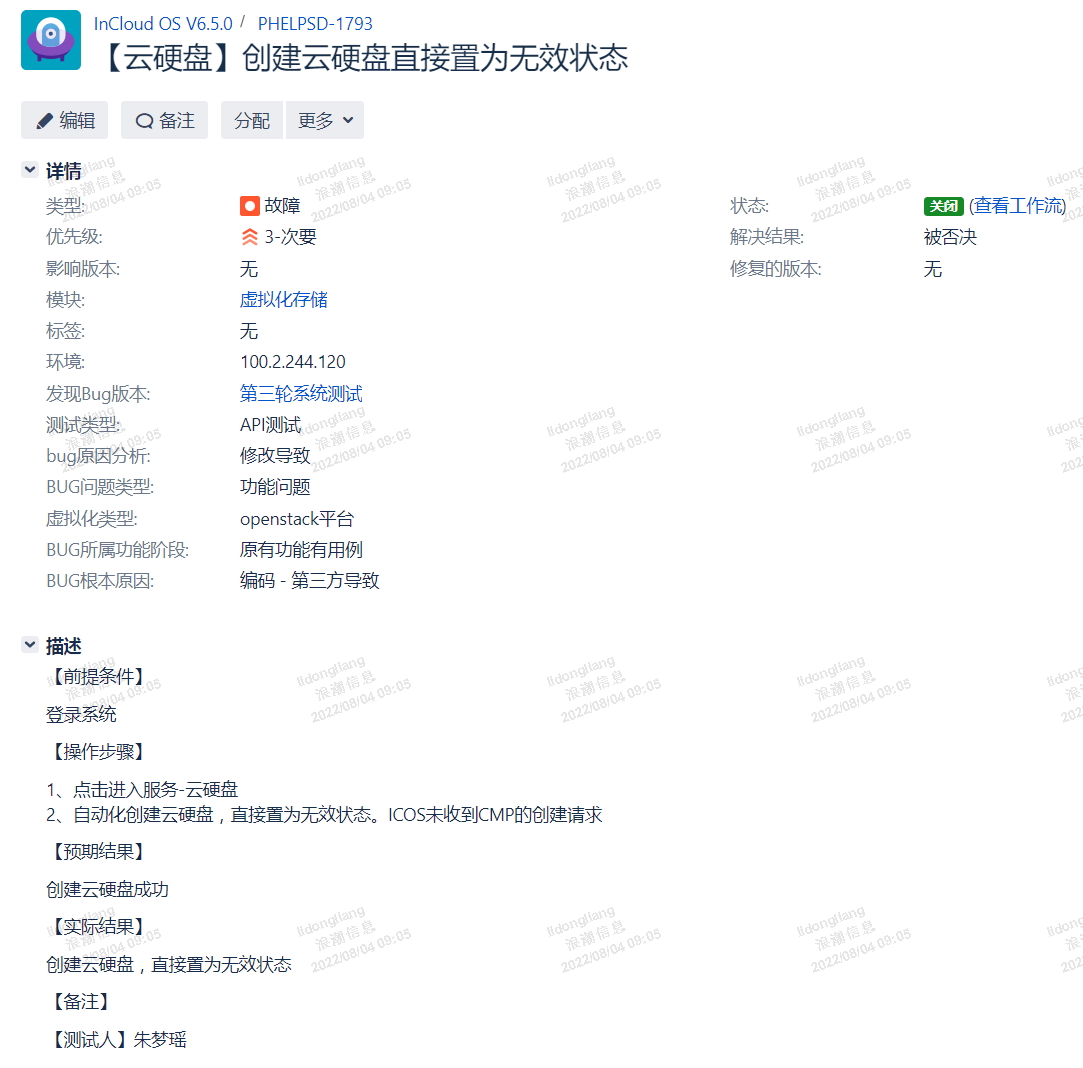 InCloud OS V6.5.0 / PHELPSD-1793
【云硬盘】创建云硬盘直接置为无效状态
编辑 备注 分配 更多
详情
类型: 故障 状态: 关闭 (查看工作流)
优先级: 3-次要 解决结果: 被否决
影响版本: 无 修复的版本: 无
模块: 虚拟化存储
标签: 无
环境: 100.2.244.120
发现Bug版本: 第三轮系统测试
测试类型: API测试
bug原因分析: 修改导致
BUG问题类型: 功能问题
虚拟化类型: openstack平台
BUG所属功能阶段: 原有功能有用例
BUG根本原因: 编码 - 第三方导致
描述
【前提条件】
登录系统
【操作步骤】
1、点击进入服务-云硬盘
2、自动化创建云硬盘，直接置为无效状态。ICOS未收到CMP的创建请求
【预期结果】
创建云硬盘成功
【实际结果】
创建云硬盘，直接置为无效状态
【备注】
【测试人】朱梦瑶
lidongliang
浪潮信息
2022/08/04 09:05